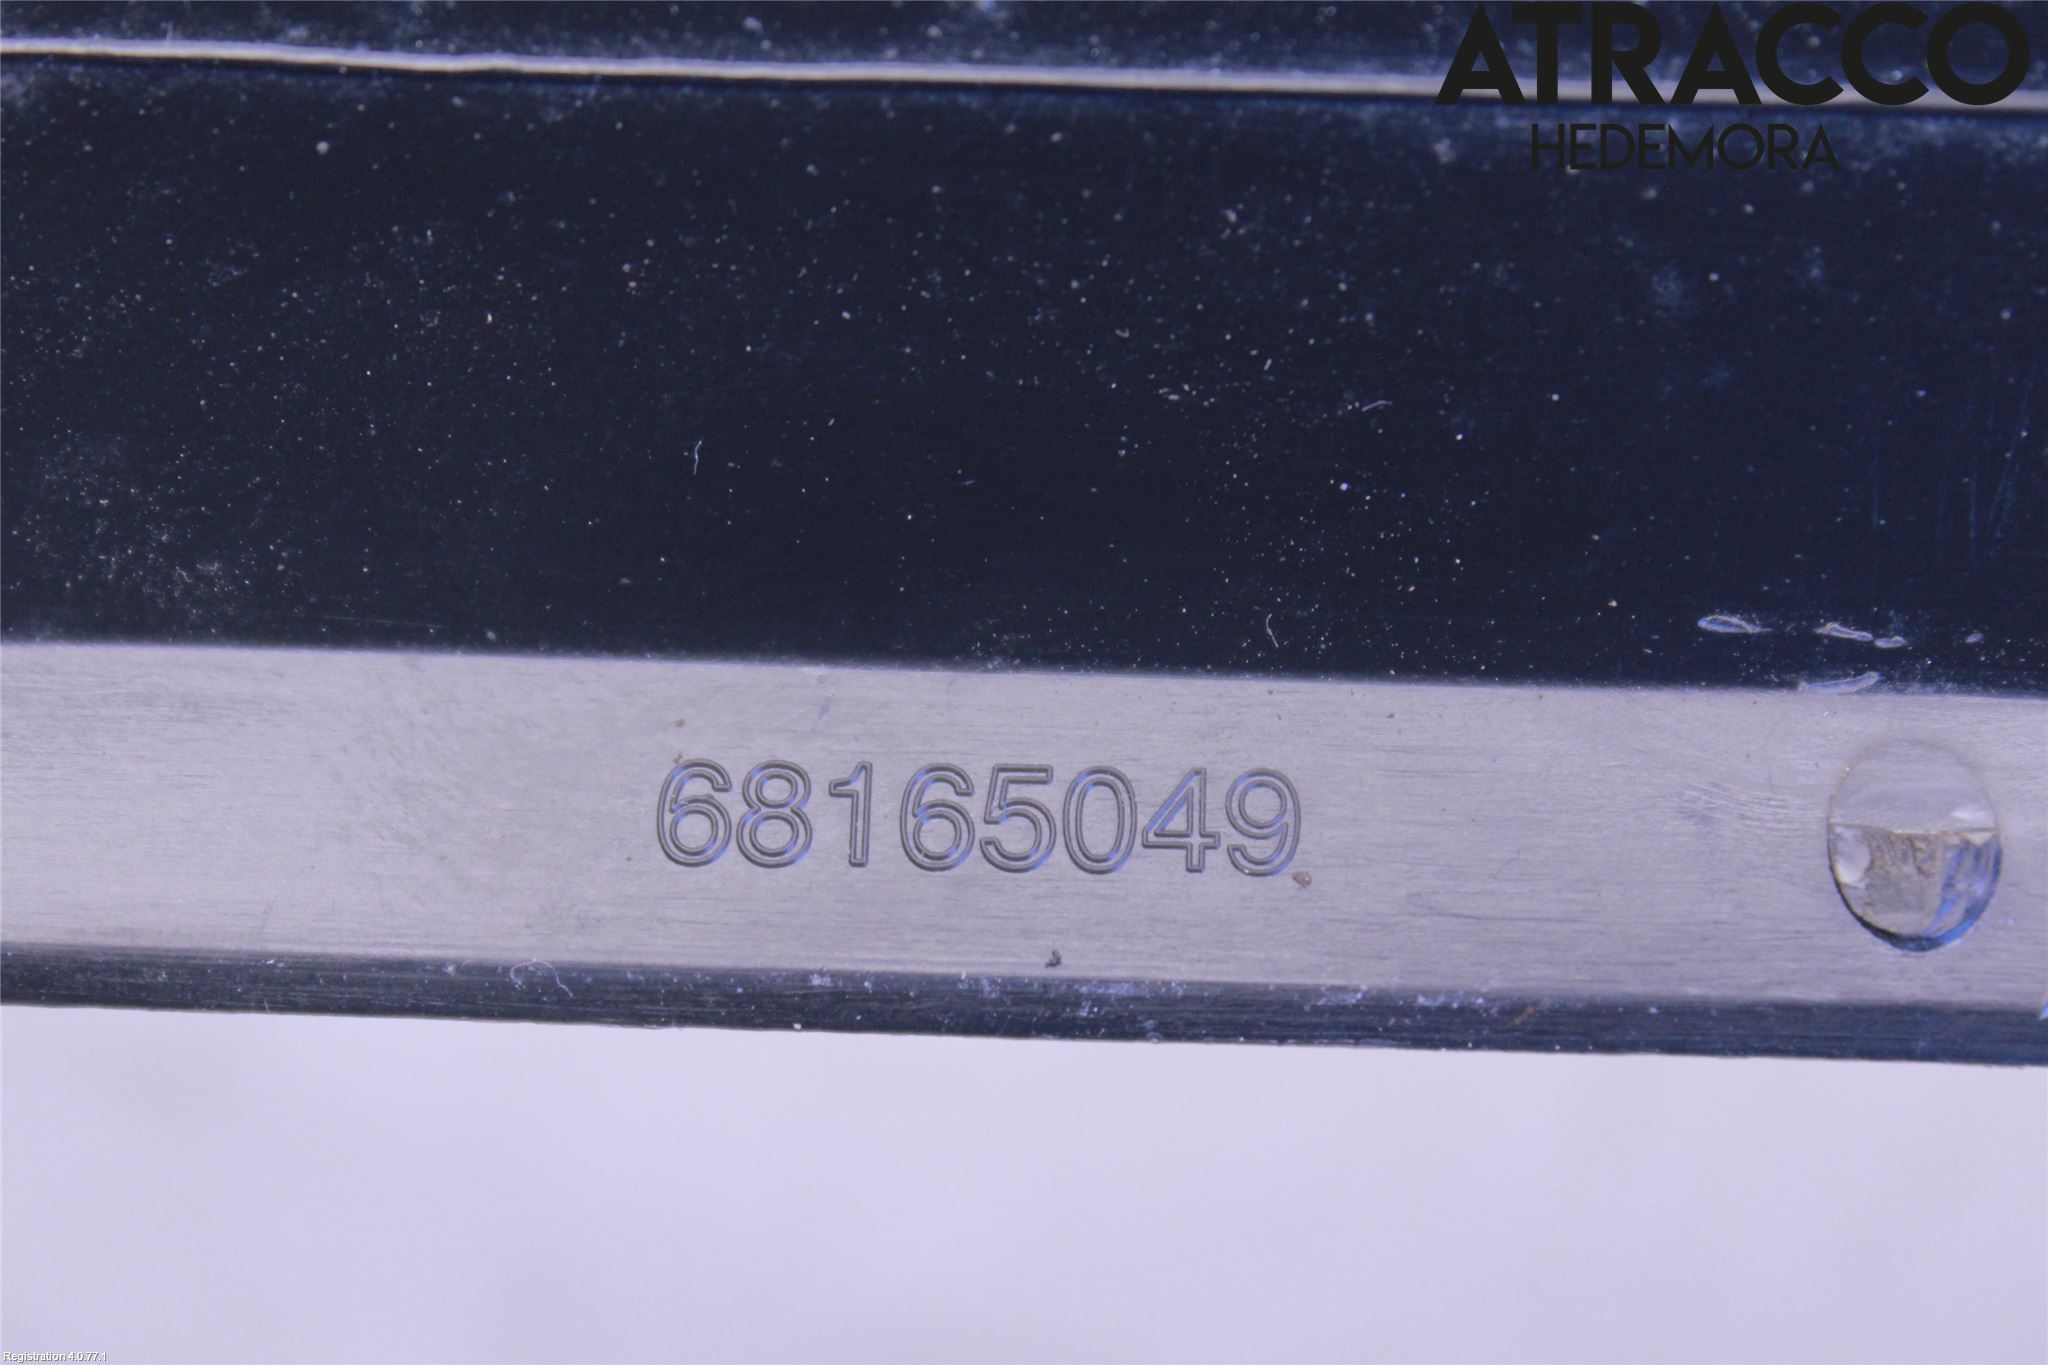 ATRACCO
HEDEMORA
68165049
Registration 4.0.77.1